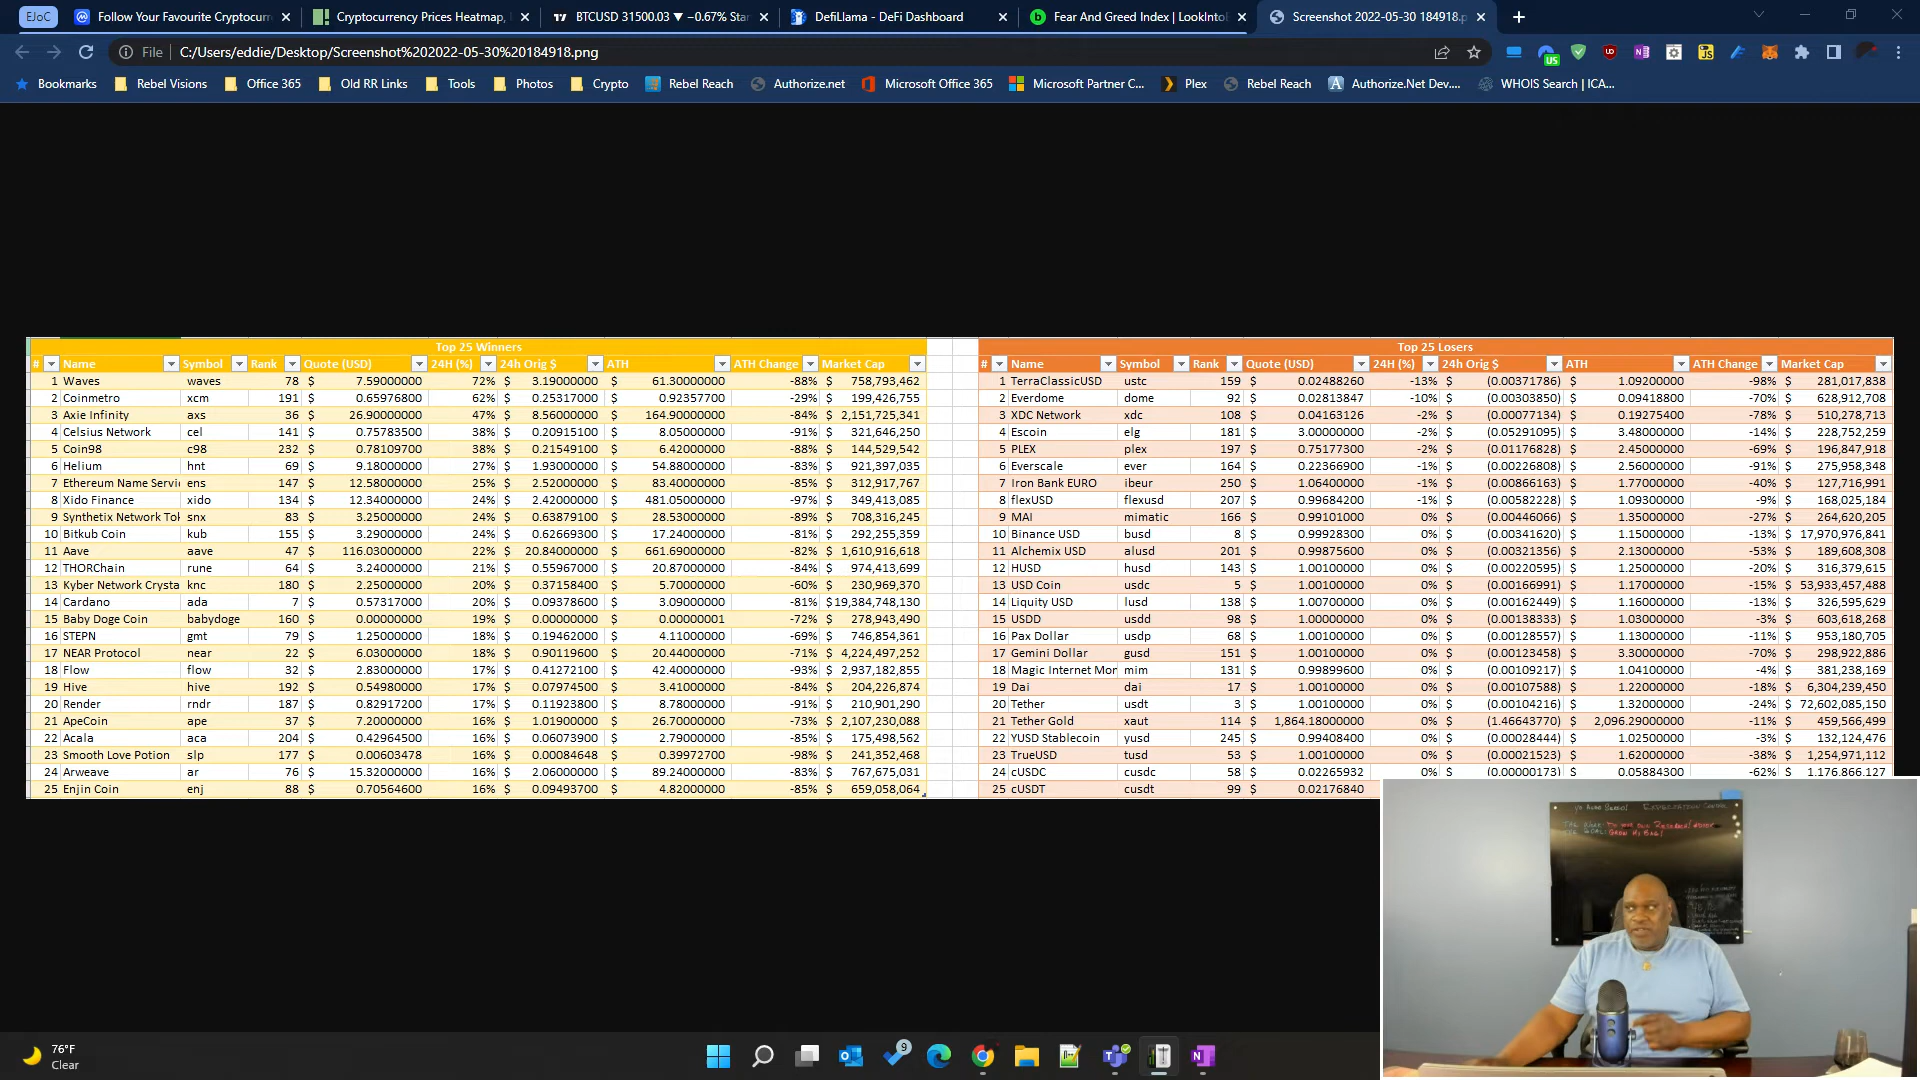 EJoC
Follow Your Favourite Cryptocurr
Cryptocurrency Prices Heatmap,
BTCUSD 31500.03 ▼ −0.67% Sta
DefiLlama - DeFi Dashboard
Fear And Greed Index | LookInto
Screenshot 2022-05-30 184918.p
File C:/Users/eddie/Desktop/Screenshot%202022-05-30%20184918.png
US
Bookmarks Rebel Visions Office 365 Old RR Links Tools Photos Crypto Rebel Reach Authorize.net Microsoft Office 365 Microsoft Partner C... Plex Rebel Reach Authorize.Net Dev.... WHOIS Search | ICA...
Top 25 Winners
# Name Symbol Rank Quote (USD) 24H (%) 24h Orig $ ATH ATH Change Market Cap
1 Waves waves 78 $ 7.59000000 72% $ 3.19000000 $ 61.30000000 -88% $ 758,793,462
2 Coinmetro xcm 191 $ 0.65976800 62% $ 0.25317000 $ 0.92357700 -29% $ 199,426,755
3 Axie Infinity axs 36 $ 26.90000000 47% $ 8.56000000 $ 164.90000000 -84% $ 2,151,725,341
4 Celsius Network cel 141 $ 0.75783500 38% $ 0.20915100 $ 8.05000000 -91% $ 321,646,250
5 Coin98 c98 232 $ 0.78109700 38% $ 0.21549100 $ 6.42000000 -88% $ 144,529,542
6 Helium hnt 69 $ 9.18000000 27% $ 1.93000000 $ 54.88000000 -83% $ 921,397,035
7 Ethereum Name Servi ens 147 $ 12.58000000 25% $ 2.52000000 $ 83.40000000 -85% $ 312,917,767
8 Xido Finance xido 134 $ 12.34000000 24% $ 2.42000000 $ 481.05000000 -97% $ 349,413,085
9 Synthetix Network Tok snx 83 $ 3.25000000 24% $ 0.63879100 $ 28.53000000 -89% $ 708,316,245
10 Bitkub Coin kub 155 $ 3.29000000 24% $ 0.62669300 $ 17.24000000 -81% $ 292,255,359
11 Aave aave 47 $ 116.03000000 22% $ 20.84000000 $ 661.69000000 -82% $ 1,610,916,618
12 THORChain rune 64 $ 3.24000000 21% $ 0.55967000 $ 20.87000000 -84% $ 974,413,699
13 Kyber Network Crysta knc 180 $ 2.25000000 20% $ 0.37158400 $ 5.70000000 -60% $ 230,969,370
14 Cardano ada 7 $ 0.57317000 20% $ 0.09378600 $ 3.09000000 -81% $19,384,748,130
15 Baby Doge Coin babydoge 160 $ 0.00000000 19% $ 0.00000000 $ 0.00000001 -72% $ 278,943,490
16 STEPN gmt 79 $ 1.25000000 18% $ 0.19462000 $ 4.11000000 -69% $ 746,854,361
17 NEAR Protocol near 22 $ 6.03000000 18% $ 0.90119600 $ 20.44000000 -71% $ 4,224,497,252
18 Flow flow 32 $ 2.83000000 17% $ 0.41272100 $ 42.40000000 -93% $ 2,937,182,855
19 Hive hive 192 $ 0.54980000 17% $ 0.07974500 $ 3.41000000 -84% $ 204,226,874
20 Render rndr 187 $ 0.82917200 17% $ 0.11923800 $ 8.78000000 -91% $ 210,901,290
21 ApeCoin ape 37 $ 7.20000000 16% $ 1.01900000 $ 26.70000000 -73% $ 2,107,230,088
22 Acala aca 204 $ 0.42964500 16% $ 0.06073900 $ 2.79000000 -85% $ 175,498,562
23 Smooth Love Potion slp 177 $ 0.00603478 16% $ 0.00084648 $ 0.39972700 -98% $ 241,352,468
24 Arweave ar 76 $ 15.32000000 16% $ 2.06000000 $ 89.24000000 -83% $ 767,675,031
25 Enjin Coin enj 88 $ 0.70564600 16% $ 0.09493700 $ 4.82000000 -85% $ 659,058,064
Top 25 Losers
# Name Symbol Rank Quote (USD) 24H (%) 24h Orig $ ATH ATH Change Market Cap
1 TerraClassicUSD ustc 159 $ 0.02488260 -13% $ (0.00371786) $ 1.09200000 -98% $ 281,017,838
2 Everdome dome 92 $ 0.02813847 -10% $ (0.00303850) $ 0.09418800 -70% $ 628,912,708
3 XDC Network xdc 108 $ 0.04163126 -2% $ (0.00077134) $ 0.19275400 -78% $ 510,278,713
4 Escoin elg 181 $ 3.00000000 -2% $ (0.05291095) $ 3.48000000 -14% $ 228,752,259
5 PLEX plex 197 $ 0.75177300 -2% $ (0.01176828) $ 2.45000000 -69% $ 196,847,918
6 Everscale ever 164 $ 0.22366900 -1% $ (0.00226808) $ 2.56000000 -91% $ 275,958,348
7 Iron Bank EURO ibeur 250 $ 1.06400000 -1% $ (0.00866163) $ 1.77000000 -40% $ 127,716,991
8 flexUSD flexusd 207 $ 0.99684200 -1% $ (0.00582228) $ 1.09300000 -9% $ 168,025,184
9 MAI mimatic 166 $ 0.99101000 0% $ (0.00446066) $ 1.35000000 -27% $ 264,620,205
10 Binance USD busd 8 $ 0.99928300 0% $ (0.00341620) $ 1.15000000 -13% $ 17,970,976,841
11 Alchemix USD alusd 201 $ 0.99875600 0% $ (0.00321356) $ 2.13000000 -53% $ 189,608,308
12 HUSD husd 143 $ 1.00100000 0% $ (0.00220595) $ 1.25000000 -20% $ 316,379,615
13 USD Coin usdc 5 $ 1.00100000 0% $ (0.00166991) $ 1.17000000 -15% $ 53,933,457,488
14 Liquity USD lusd 138 $ 1.00700000 0% $ (0.00162449) $ 1.16000000 -13% $ 326,595,629
15 USDD usdd 98 $ 1.00000000 0% $ (0.00138333) $ 1.03000000 -3% $ 603,618,268
16 Pax Dollar usdp 68 $ 1.00100000 0% $ (0.00128557) $ 1.13000000 -11% $ 953,180,705
17 Gemini Dollar gusd 151 $ 1.00100000 0% $ (0.00123458) $ 3.30000000 -70% $ 298,922,886
18 Magic Internet Mon mim 131 $ 0.99899600 0% $ (0.00109217) $ 1.04100000 -4% $ 381,238,169
19 Dai dai 17 $ 1.00100000 0% $ (0.00107588) $ 1.22000000 -18% $ 6,304,239,450
20 Tether usdt 3 $ 1.00100000 0% $ (0.00104216) $ 1.32000000 -24% $ 72,602,085,150
21 Tether Gold xaut 114 $ 1,864.18000000 0% $ (1.46643770) $ 2,096.29000000 -11% $ 459,566,499
22 YUSD Stablecoin yusd 245 $ 0.99408400 0% $ (0.00028444) $ 1.02500000 -3% $ 132,124,476
23 TrueUSD tusd 53 $ 1.00100000 0% $ (0.00021523) $ 1.62000000 -38% $ 1,254,971,112
24 cUSDC cusdc 58 $ 0.02265932 0% $ (0.00000173) $ 0.05884300 -62% $ 1,176,866,127
25 cUSDT cusdt 99 $ 0.02176840
76°F
Clear
9